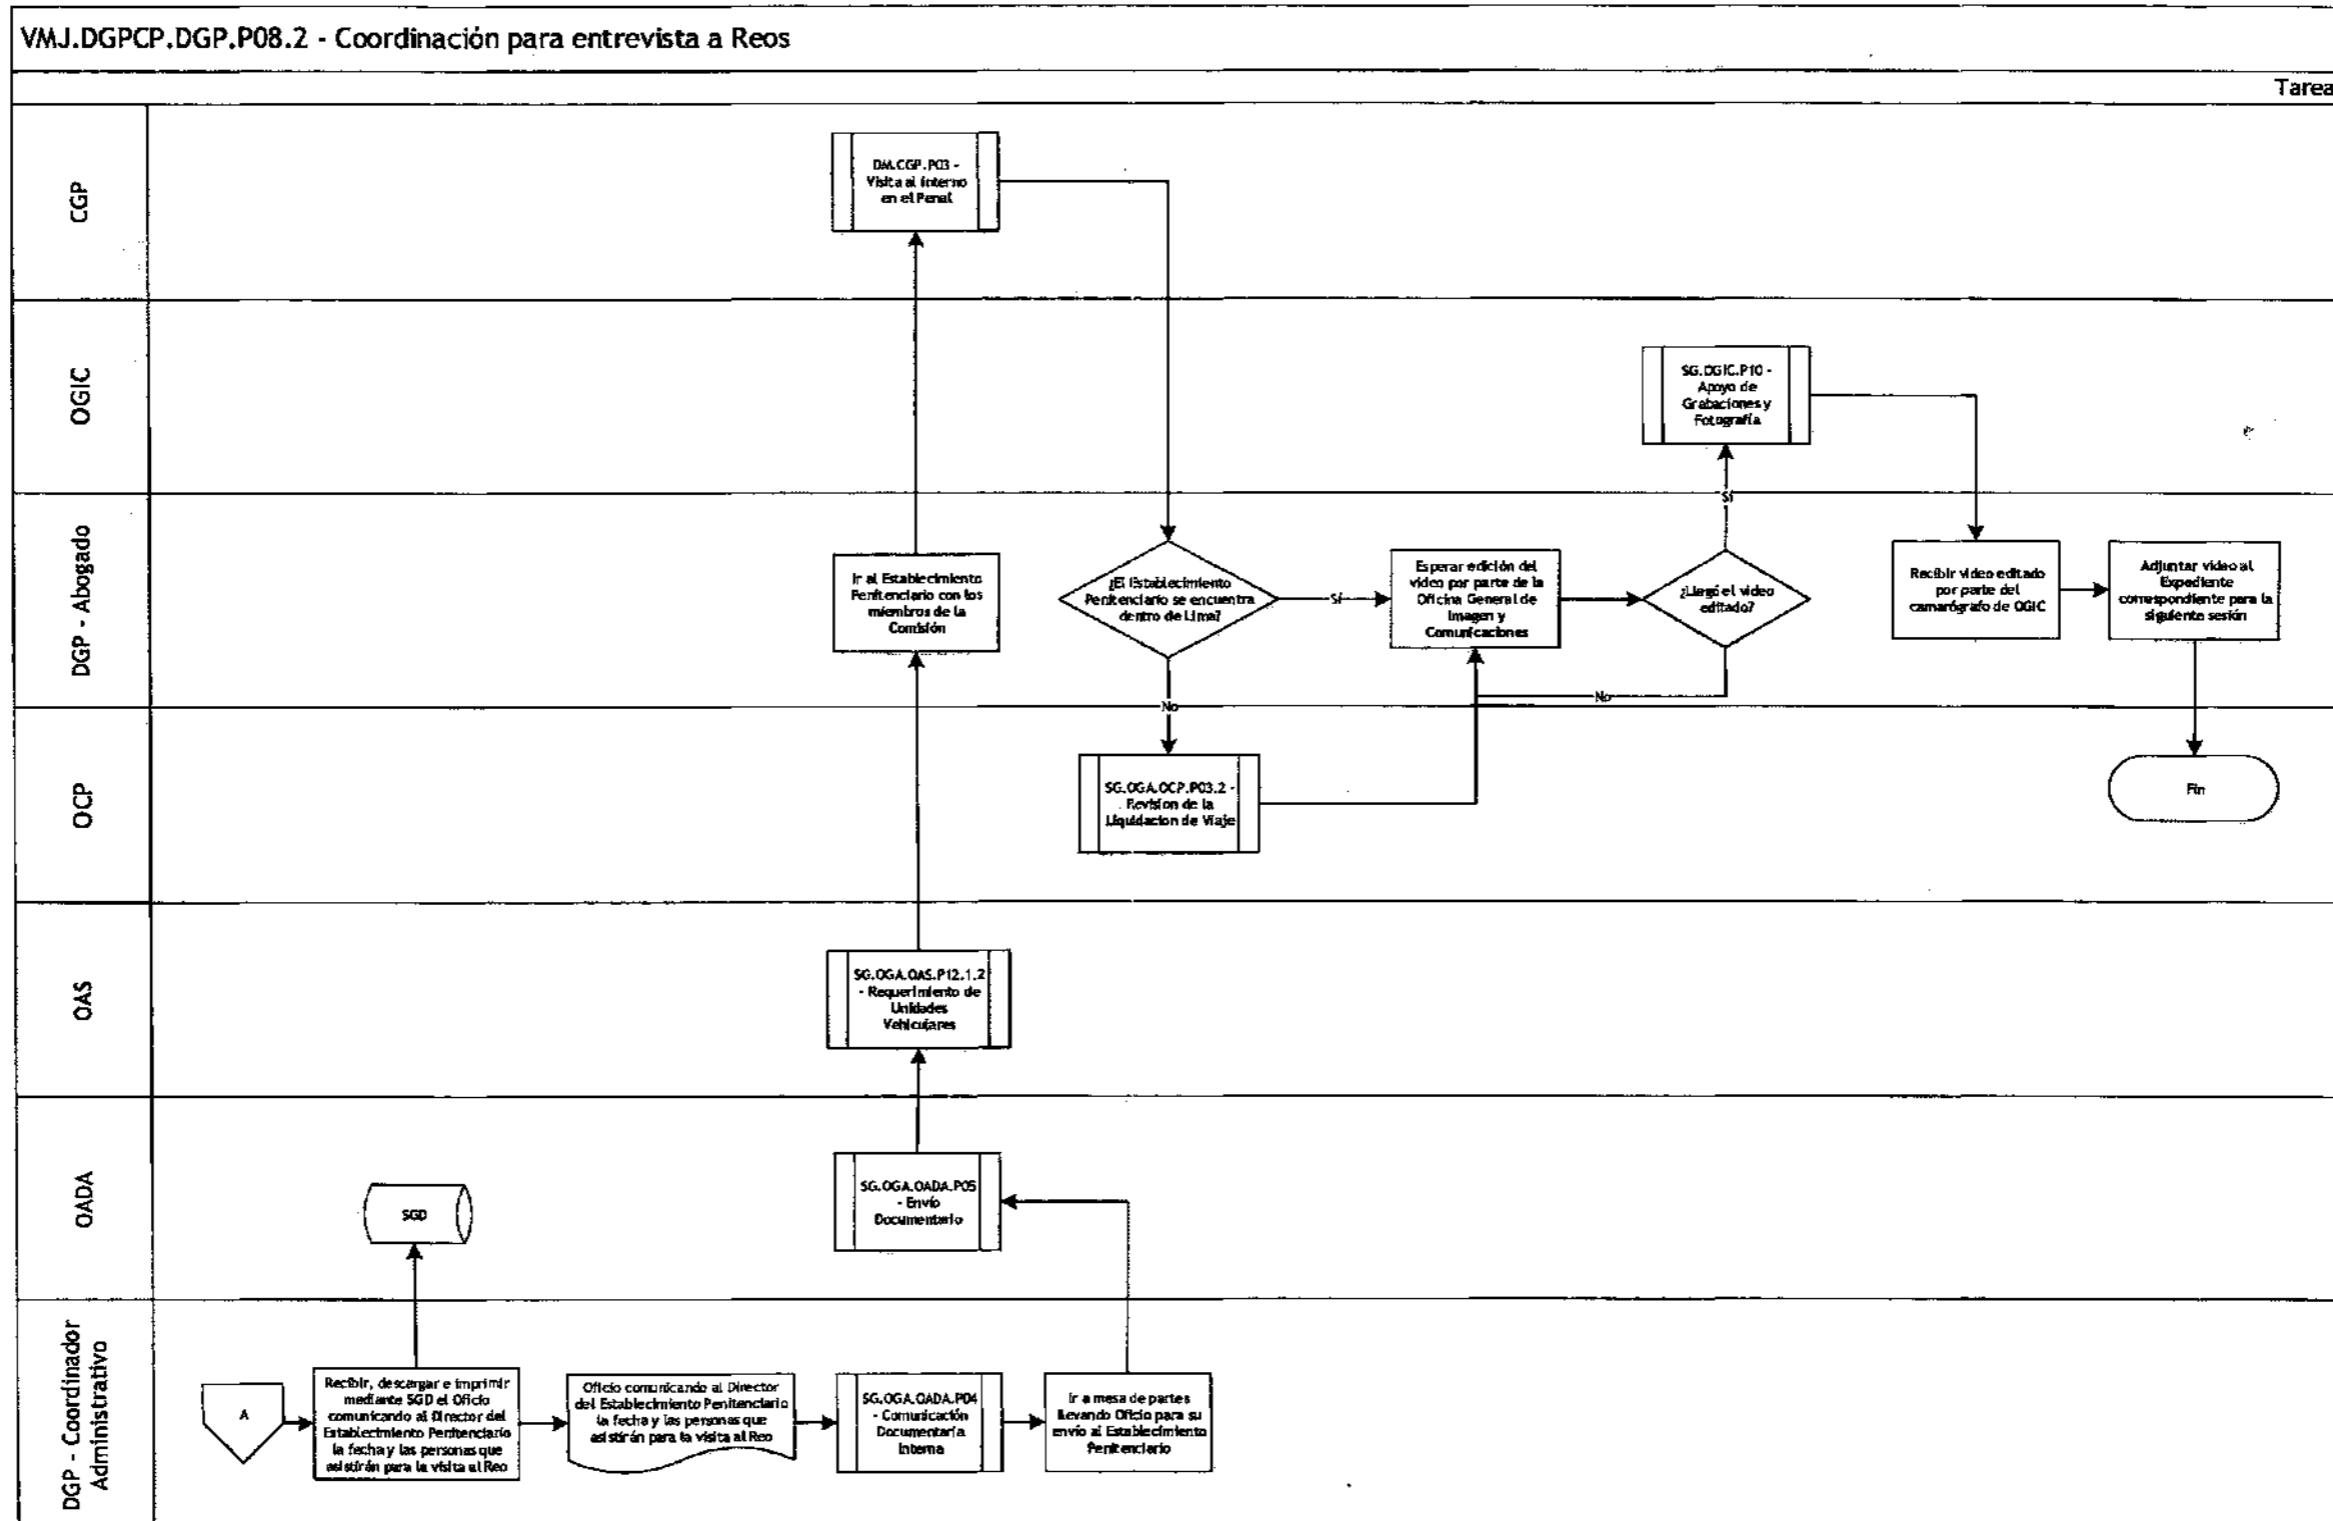 VMJ.DGPCP.DGP.P08.2 - Coordinación para entrevista a Reos
Tarea
CGP
DM.CGP.P03 -
Visita al interno
en el Penal
OGIC
SG.OGIC.P10 -
Apoyo de
Grabaciones y
Fotografía
Sí
DGP - Abogado
Ir al Establecimiento
Penitenciario con los
miembros de la
Comisión
¿El Establecimiento
Penitenciario se encuentra
dentro de Lima?
Sí
Esperar edición del
video por parte de la
Oficina General de
Imagen y
Comunicaciones
¿Llegó el video
editado?
Recibir video editado
por parte del
camarógrafo de OGIC
Adjuntar video al
Expediente
correspondiente para la
siguiente sesión
No
No
OCP
SG.OGA.OCP.P03.2 -
Revision de la
Liquidacion de Viaje
Fin
OAS
SG.OGA.OAS.P12.1.2
- Requerimiento de
Unidades
Vehiculares
OADA
SGD
SG.OGA.OADA.P05
- Envío
Documentario
DGP - Coordinador
Administrativo
A
Recibir, descargar e imprimir
mediante SGD el Oficio
comunicando al Director del
Establecimiento Penitenciario
la fecha y las personas que
asistirán para la visita al Reo
Oficio comunicando al Director
del Establecimiento Penitenciario
la fecha y las personas que
asistirán para la visita al Reo
SG.OGA.OADA.P04
- Comunicación
Documentaria
Interna
Ir a mesa de partes
llevando Oficio para su
envío al Establecimiento
Penitenciario